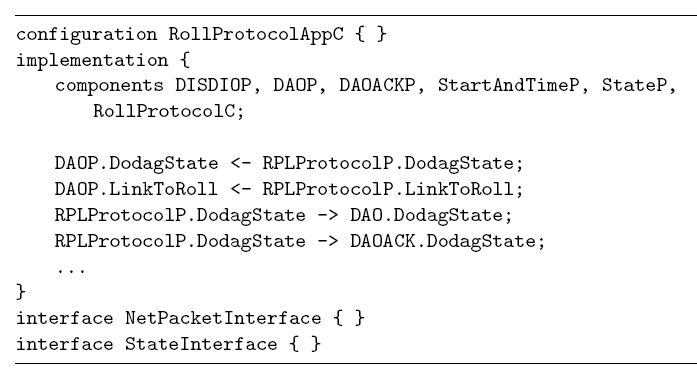 configuration RollProtocolAppC { }
implementation {
components DISDIOP, DAOP, DAOACKP, StartAndTimeP, StateP,
RollProtocolC;
DAOP.DodagState <- RPLProtocolP.DodagState;
DAOP.LinkToRoll <- RPLProtocolP.LinkToRoll;
RPLProtocolP.DodagState -> DAO.DodagState;
RPLProtocolP.DodagState -> DAOACK.DodagState;
...
}
interface NetPacketInterface { }
interface StateInterface { }